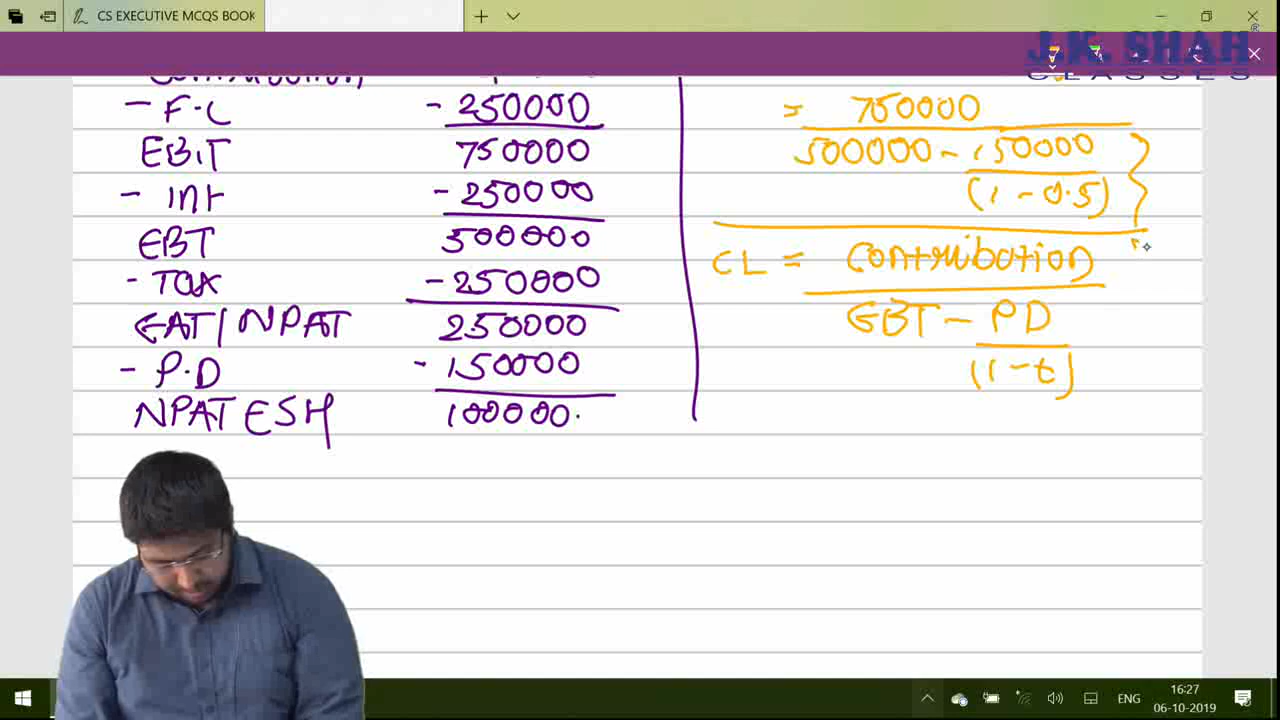 CS EXECUTIVE MCQS BOOK
J.K. SHAH
CLASSES
®
- F.C - 250000
EBIT 750000
- Int - 250000
EBT 500000
- TAX - 250000
EAT/NPAT 250000
- P.D - 150000
NPATESH 100000.
= 750000
500000 - 150000
(1 - 0.5)
CL = Contribution
EBT - PD
(1-t)
ENG
16:27
06-10-2019